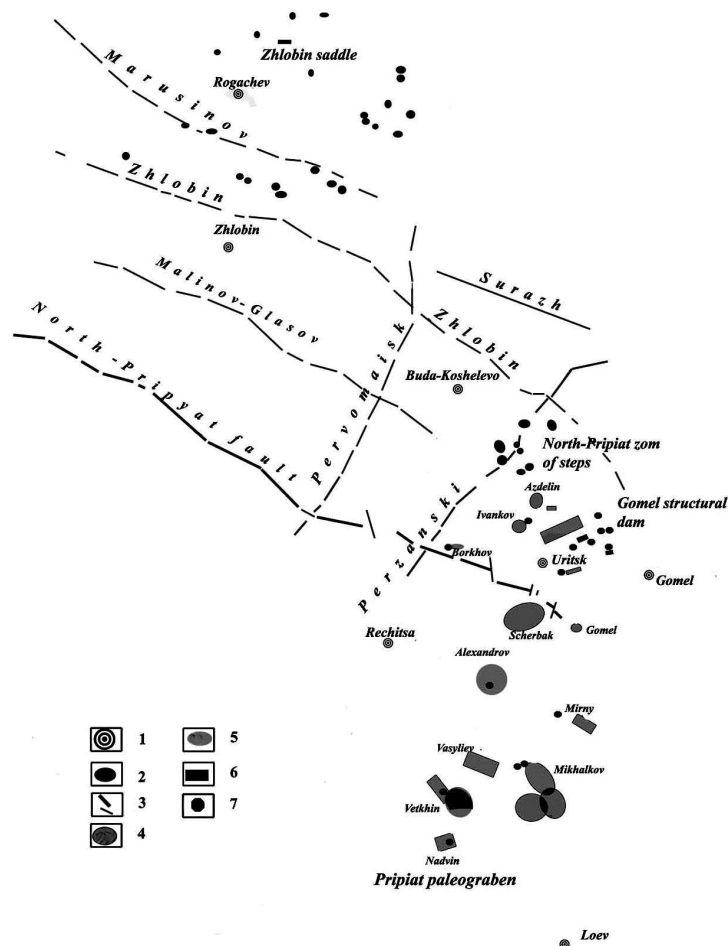 Zhlobin saddle
Marusinov
Rogachev
Zhlobin
Zhlobin
Malinov-Glasov
Surazh
Zhlobin
North-Pripyat fault
Pervomaisk
Buda-Koshelevo
North-Pripiat zom
of steps
Azdelin
Gomel structural
dam
Ivankov
Perzanski
Borkhov
Uritsk
Gomel
Rechitsa
Scherbak
Gomel
Alexandrov
Mirny
Vasyliev
Mikhalkov
Vetkhin
Nadvin
Pripiat paleograben
Loev
1
5
2
6
3
7
4